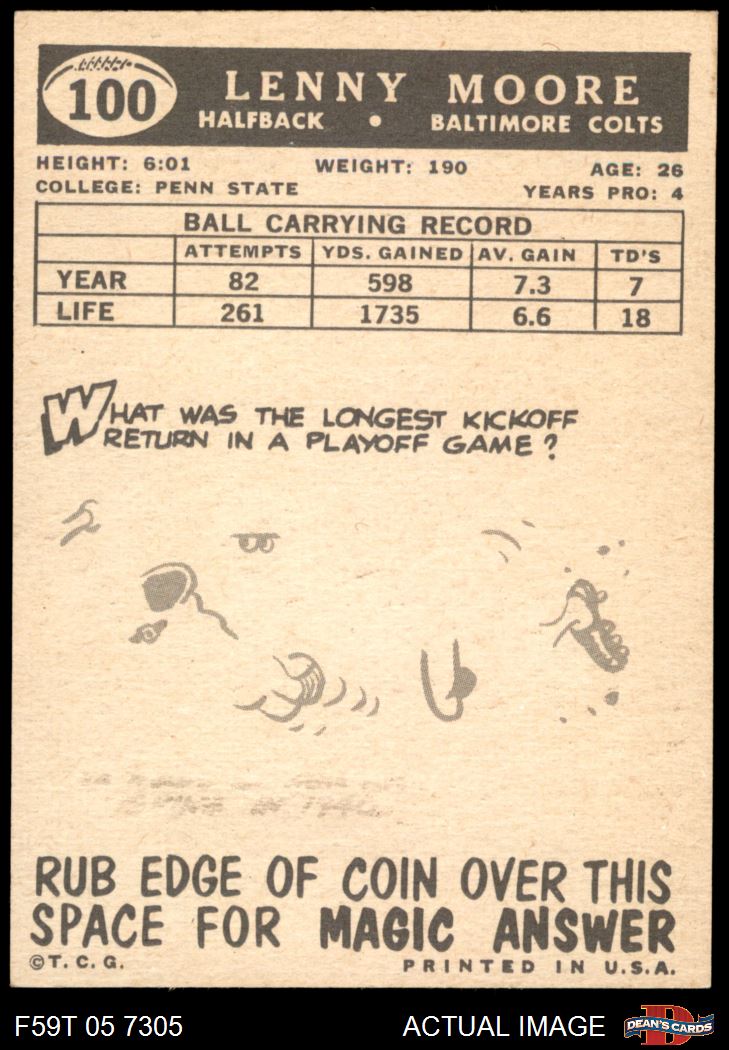 100
LENNY MOORE
HALFBACK • BALTIMORE COLTS
HEIGHT: 6:01 WEIGHT: 190 AGE: 26
COLLEGE: PENN STATE YEARS PRO: 4
BALL CARRYING RECORD
ATTEMPTS YDS. GAINED AV. GAIN TD'S
YEAR 82 598 7.3 7
LIFE 261 1735 6.6 18
WHAT WAS THE LONGEST KICKOFF
RETURN IN A PLAYOFF GAME?
RUB EDGE OF COIN OVER THIS
SPACE FOR MAGIC ANSWER
©T.C.G. PRINTED IN U.S.A.
F59T 05 7305 ACTUAL IMAGE
D
DEAN'S CARDS